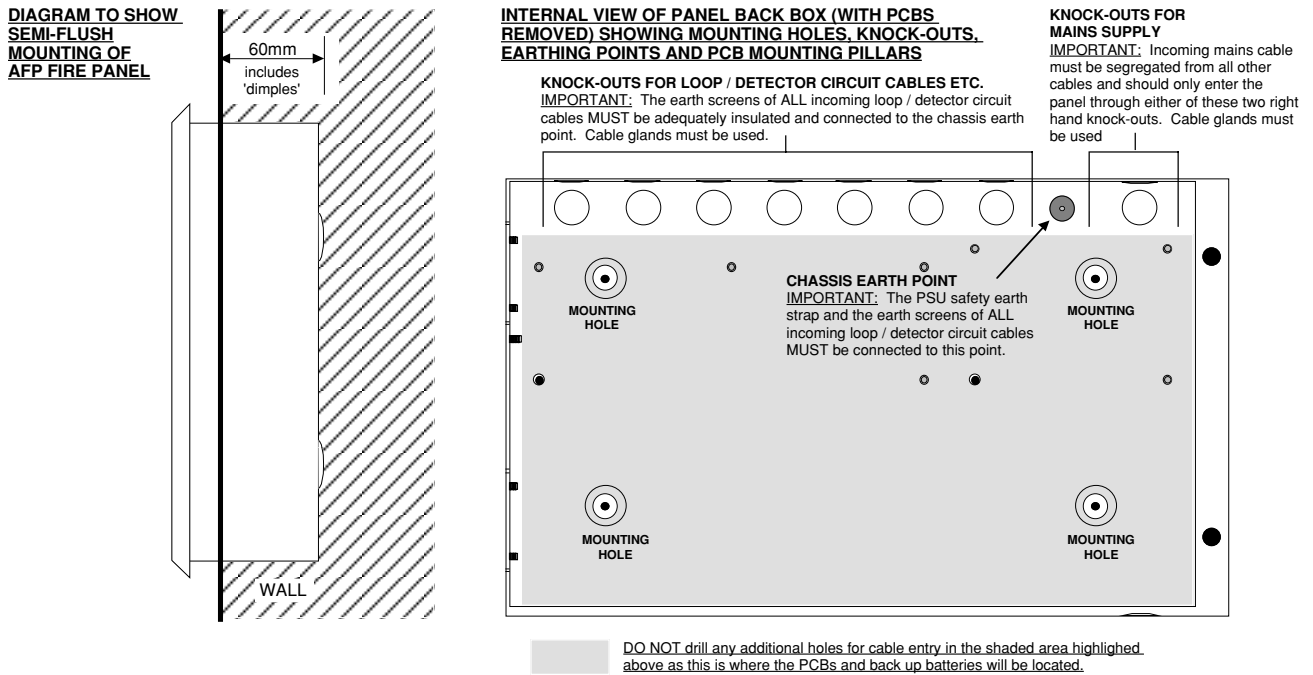 DIAGRAM TO SHOW
SEMI-FLUSH
MOUNTING OF
AFP FIRE PANEL
60mm
includes
'dimples'
WALL
INTERNAL VIEW OF PANEL BACK BOX (WITH PCBS
REMOVED) SHOWING MOUNTING HOLES, KNOCK-OUTS,
EARTHING POINTS AND PCB MOUNTING PILLARS
KNOCK-OUTS FOR LOOP / DETECTOR CIRCUIT CABLES ETC.
IMPORTANT: The earth screens of ALL incoming loop / detector circuit
cables MUST be adequately insulated and connected to the chassis earth
point. Cable glands must be used.
KNOCK-OUTS FOR
MAINS SUPPLY
IMPORTANT: Incoming mains cable
must be segregated from all other
cables and should only enter the
panel through either of these two right
hand knock-outs. Cable glands must
be used
MOUNTING
HOLE
CHASSIS EARTH POINT
IMPORTANT: The PSU safety earth
strap and the earth screens of ALL
incoming loop / detector circuit cables
MUST be connected to this point.
MOUNTING
HOLE
MOUNTING
HOLE
MOUNTING
HOLE
DO NOT drill any additional holes for cable entry in the shaded area highlighed
above as this is where the PCBs and back up batteries will be located.